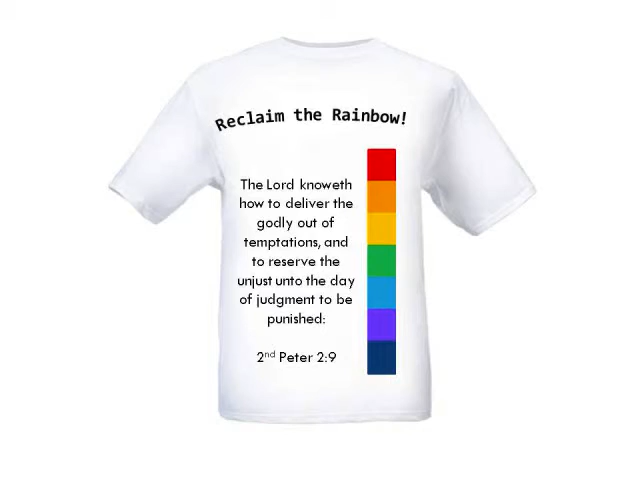 Reclaim the Rainbow!
The Lord knoweth
how to deliver the
godly out of
temptations, and
to reserve the
unjust unto the day
of judgment to be
punished:
2nd Peter 2:9